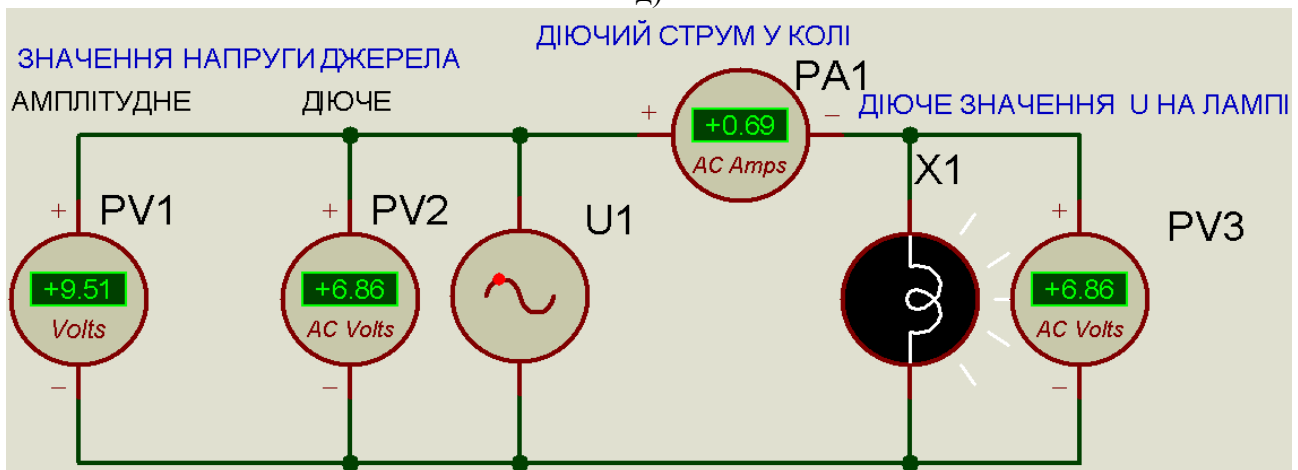 д)
ДІЮЧИЙ СТРУМ У КОЛІ
ЗНАЧЕННЯ НАПРУГИ ДЖЕРЕЛА
PA1
АМПЛІТУДНЕ ДІЮЧЕ
ДІЮЧЕ ЗНАЧЕННЯ U НА ЛАМПІ
+ +0.69 −
AC Amps
X1
+ PV1
+ PV2
U1
+ PV3
+9.51
Volts
+6.86
AC Volts
+6.86
AC Volts
− − −